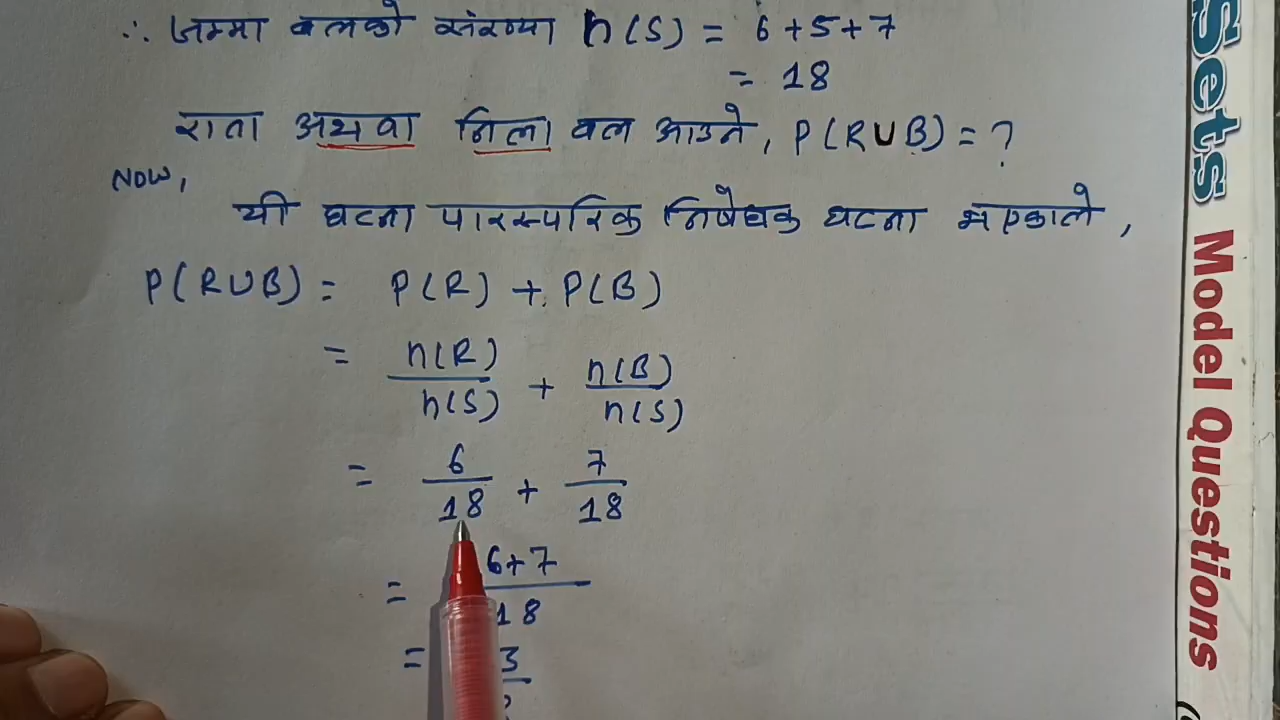 ∴ जम्मा बलको संख्या n(S) = 6+5+7
= 18
राता अथवा निला बल आउने, P(R∪B)=?
NOW,
यी घटना पारस्परिक निषेधक घटना भएकाले,
P(R∪B) = P(R) + P(B)
= n(R)/n(S) + n(B)/n(S)
= 6/18 + 7/18
= 6+7/18
= 3
Sets Model Questions